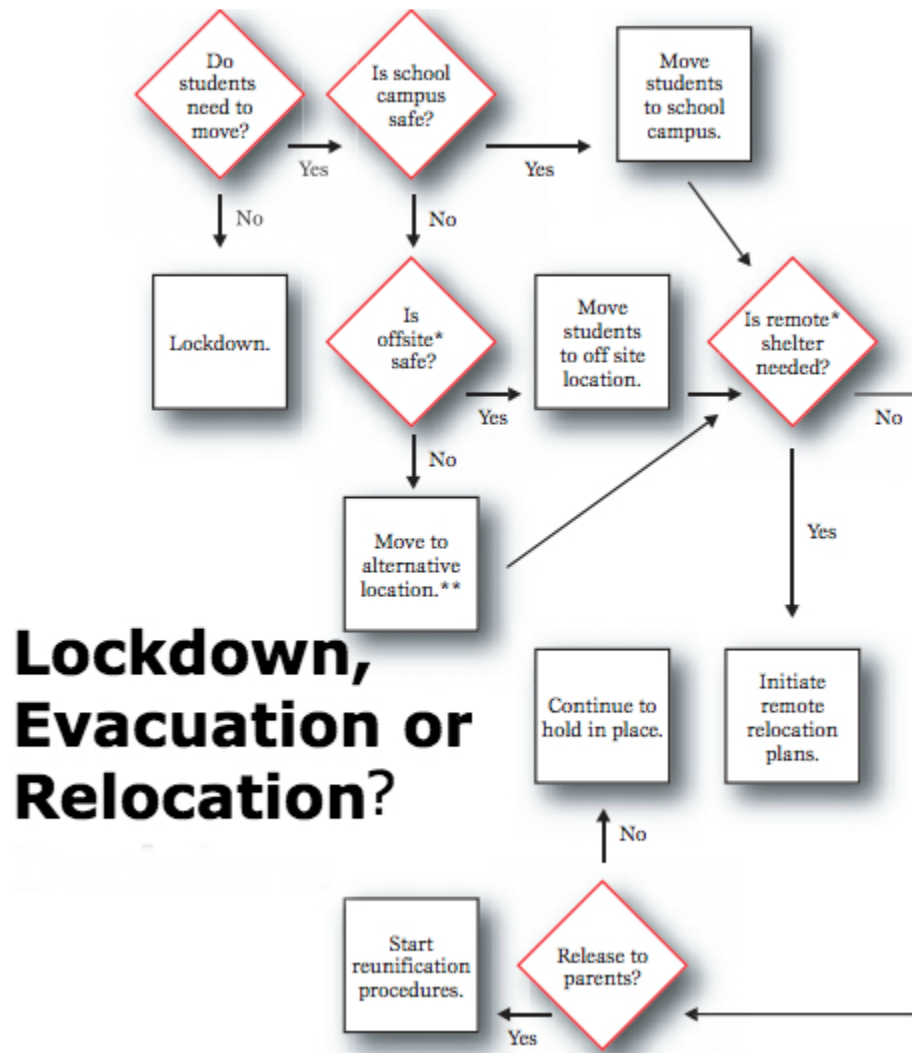 Do
students
need to
move?
Yes
No
Is school
campus
safe?
Yes
No
Move
students
to school
campus.
Lockdown.
Is
offsite*
safe?
Yes
No
Move
students
to off site
location.
Is remote*
shelter
needed?
No
Yes
Move to
alternative
location.**
Lockdown,
Evacuation or
Relocation?
Decisions
Continue to
hold in place.
Initiate
remote
relocation
plans.
No
Start
reunification
procedures.
Release to
parents?
Yes